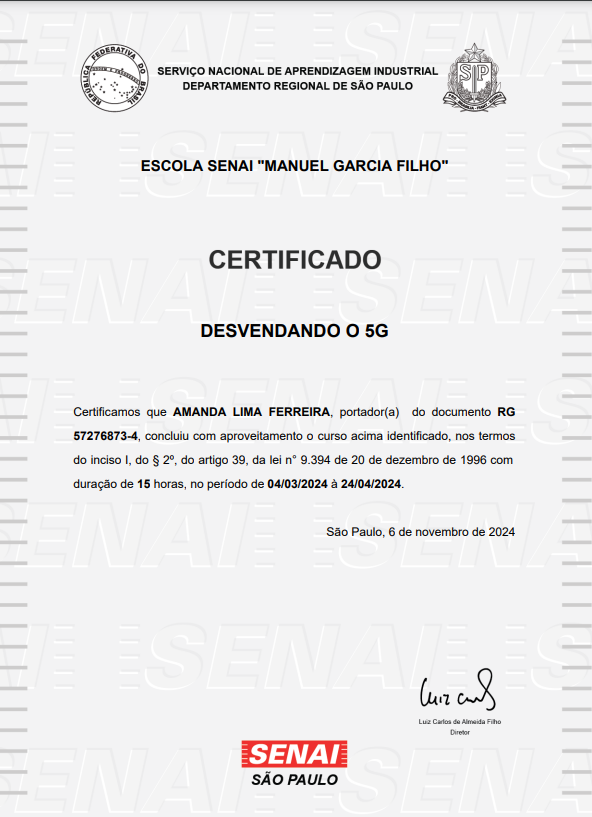 REPÚBLICA FEDERATIVA DO BRASIL
SERVIÇO NACIONAL DE APRENDIZAGEM INDUSTRIAL
DEPARTAMENTO REGIONAL DE SÃO PAULO
SP
ESCOLA SENAI "MANUEL GARCIA FILHO"
CERTIFICADO
DESVENDANDO O 5G
Certificamos que AMANDA LIMA FERREIRA, portador(a) do documento RG
57276873-4, concluiu com aproveitamento o curso acima identificado, nos termos
do inciso I, do § 2º, do artigo 39, da lei n° 9.394 de 20 de dezembro de 1996 com
duração de 15 horas, no período de 04/03/2024 à 24/04/2024.
São Paulo, 6 de novembro de 2024
Luiz Carlos de Almeida Filho
Diretor
SENAI
SÃO PAULO